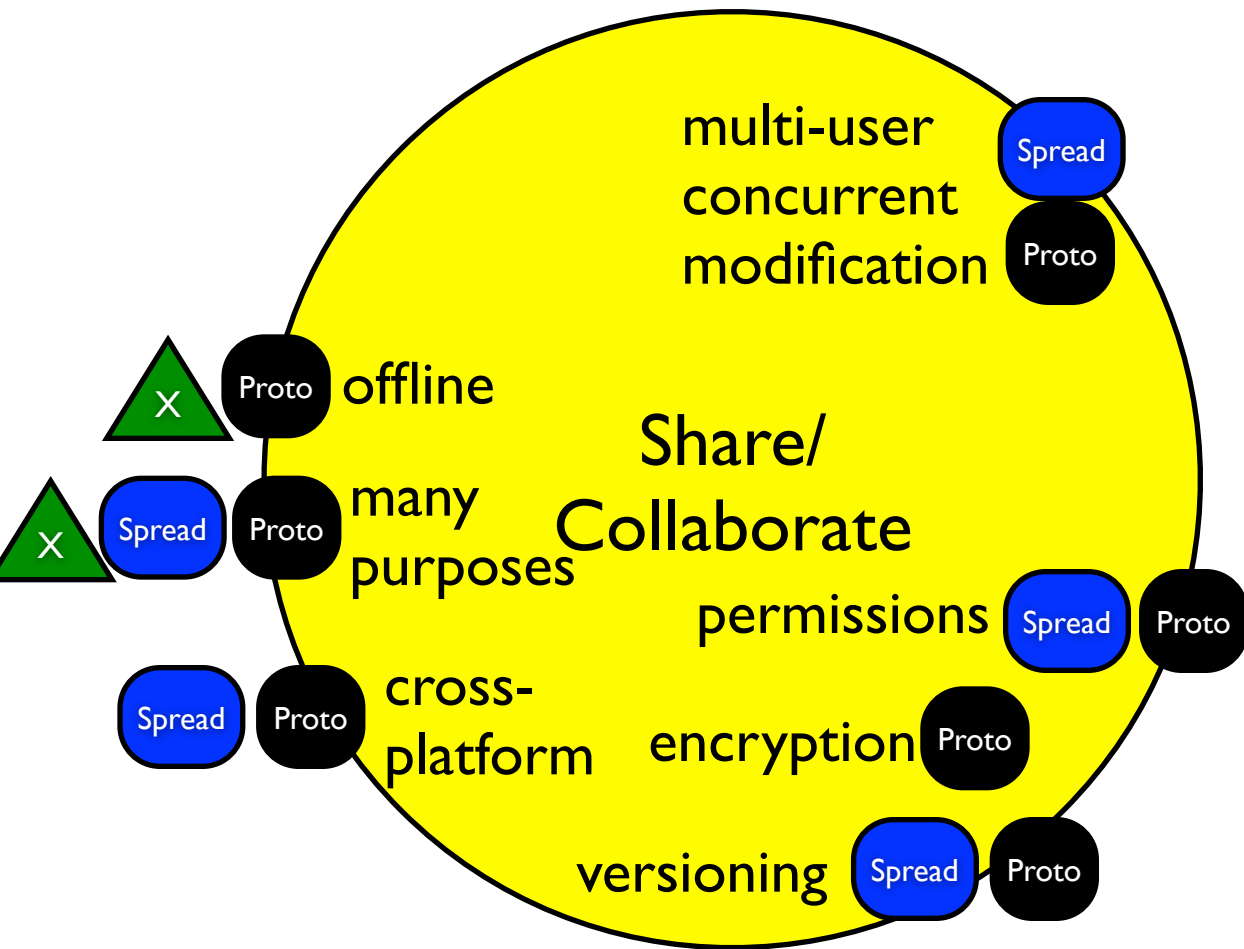 multi-user
concurrent
modification
Spread
Proto
X
Proto
offline
Share/
Collaborate
X
Spread
Proto
many
purposes
permissions
Spread
Proto
Spread
Proto
cross-
platform
encryption
Proto
versioning
Spread
Proto